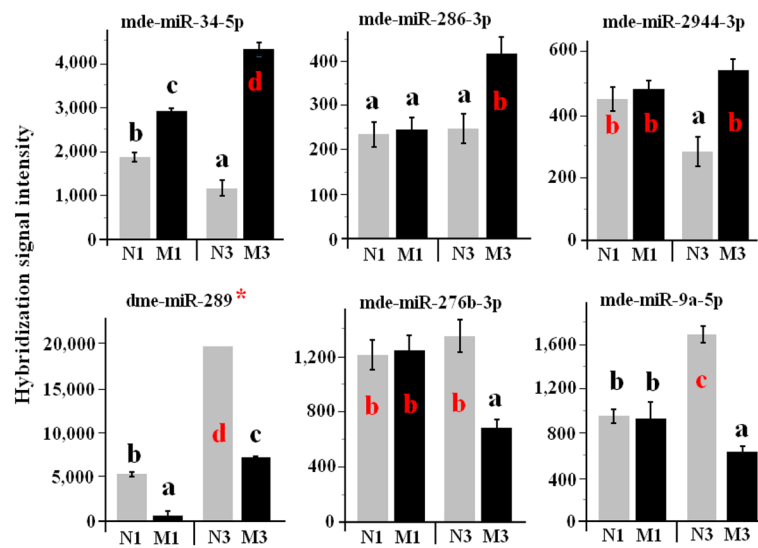 mde-miR-34-5p
4,000
3,000
2,000
1,000
0
b
c
a
d
N1 M1 N3 M3
mde-miR-286-3p
400
300
200
100
0
a
a
a
b
N1 M1 N3 M3
mde-miR-2944-3p
600
400
200
0
b
b
a
b
N1 M1 N3 M3
Hybridization signal intensity
dme-miR-289*
20,000
15,000
10,000
5,000
0
b
a
d
c
N1 M1 N3 M3
mde-miR-276b-3p
1,200
800
400
0
b
b
b
a
N1 M1 N3 M3
mde-miR-9a-5p
1,600
1,200
800
400
0
b
b
c
a
N1 M1 N3 M3